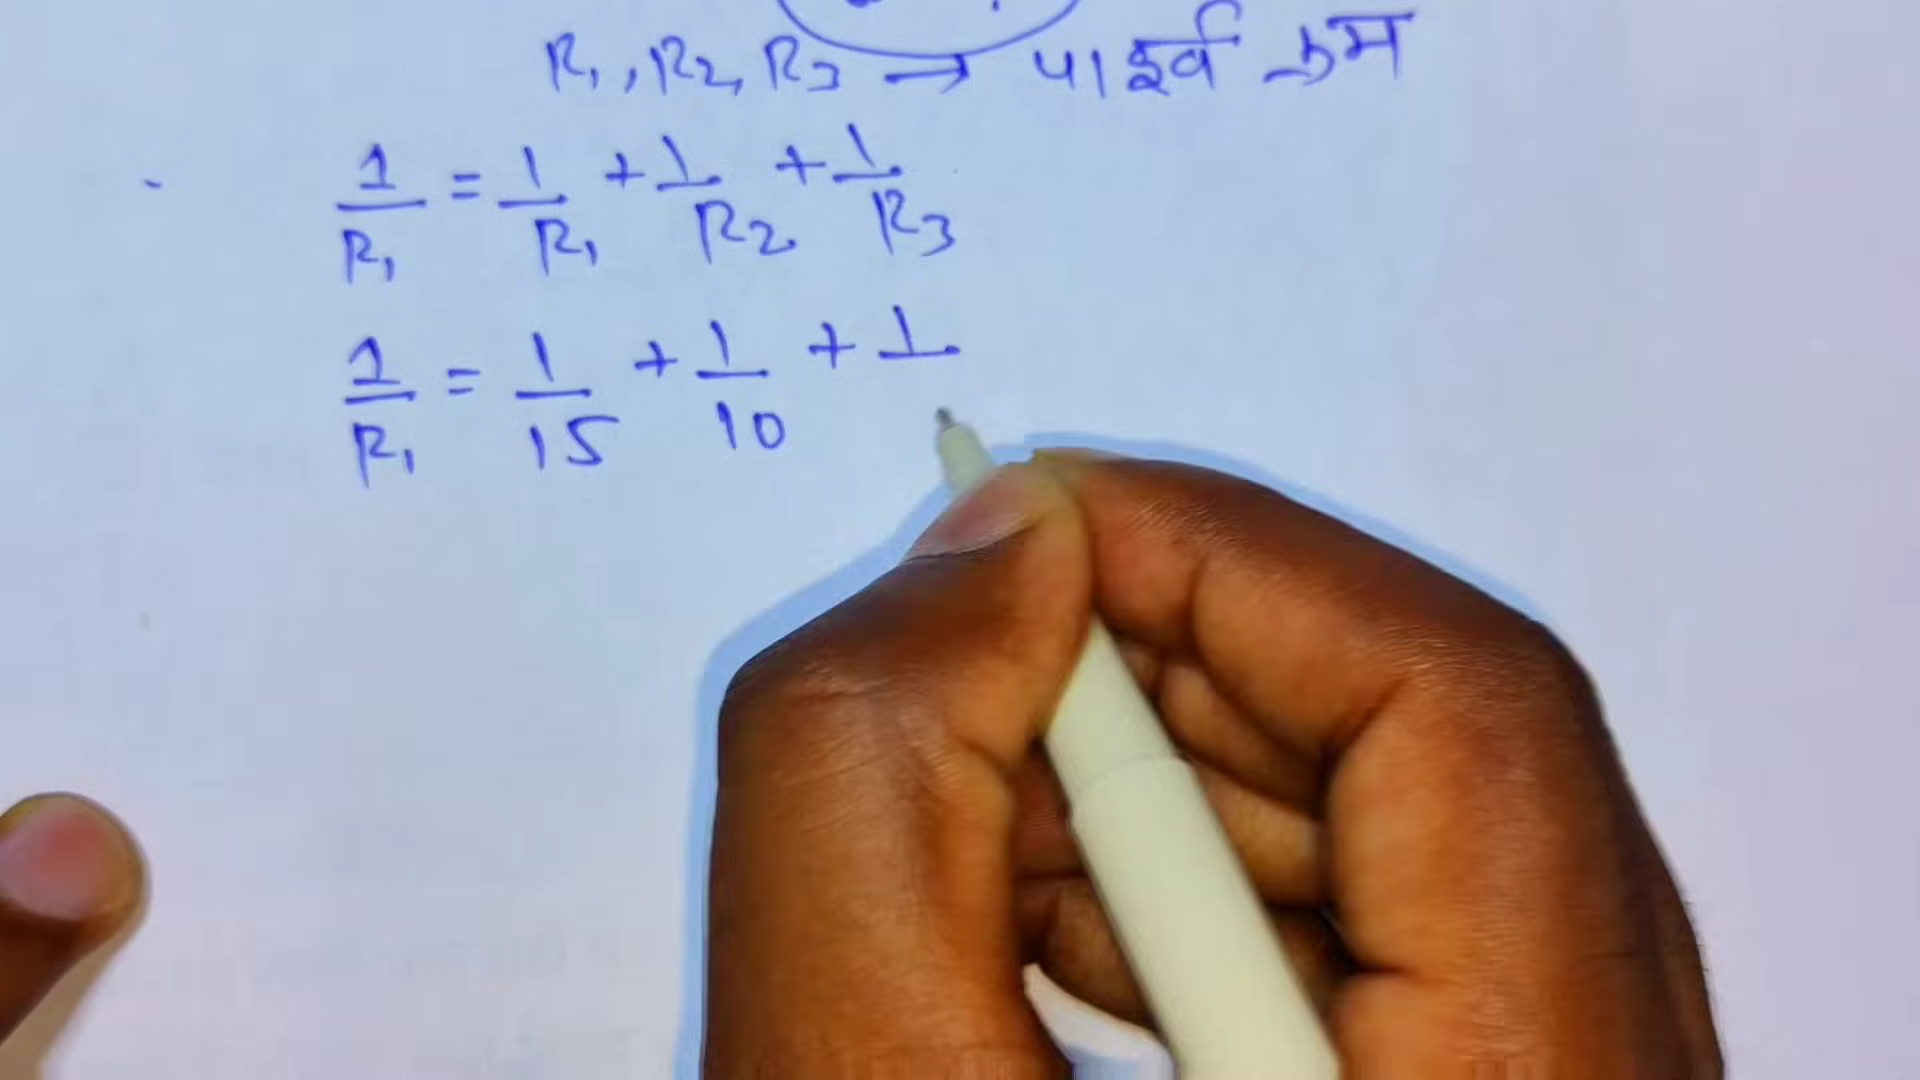 R₁, R₂, R₃ → पार्श्व क्रम
1/R₁ = 1/R₁ + 1/R₂ + 1/R₃
1/R₁ = 1/15 + 1/10 + 1